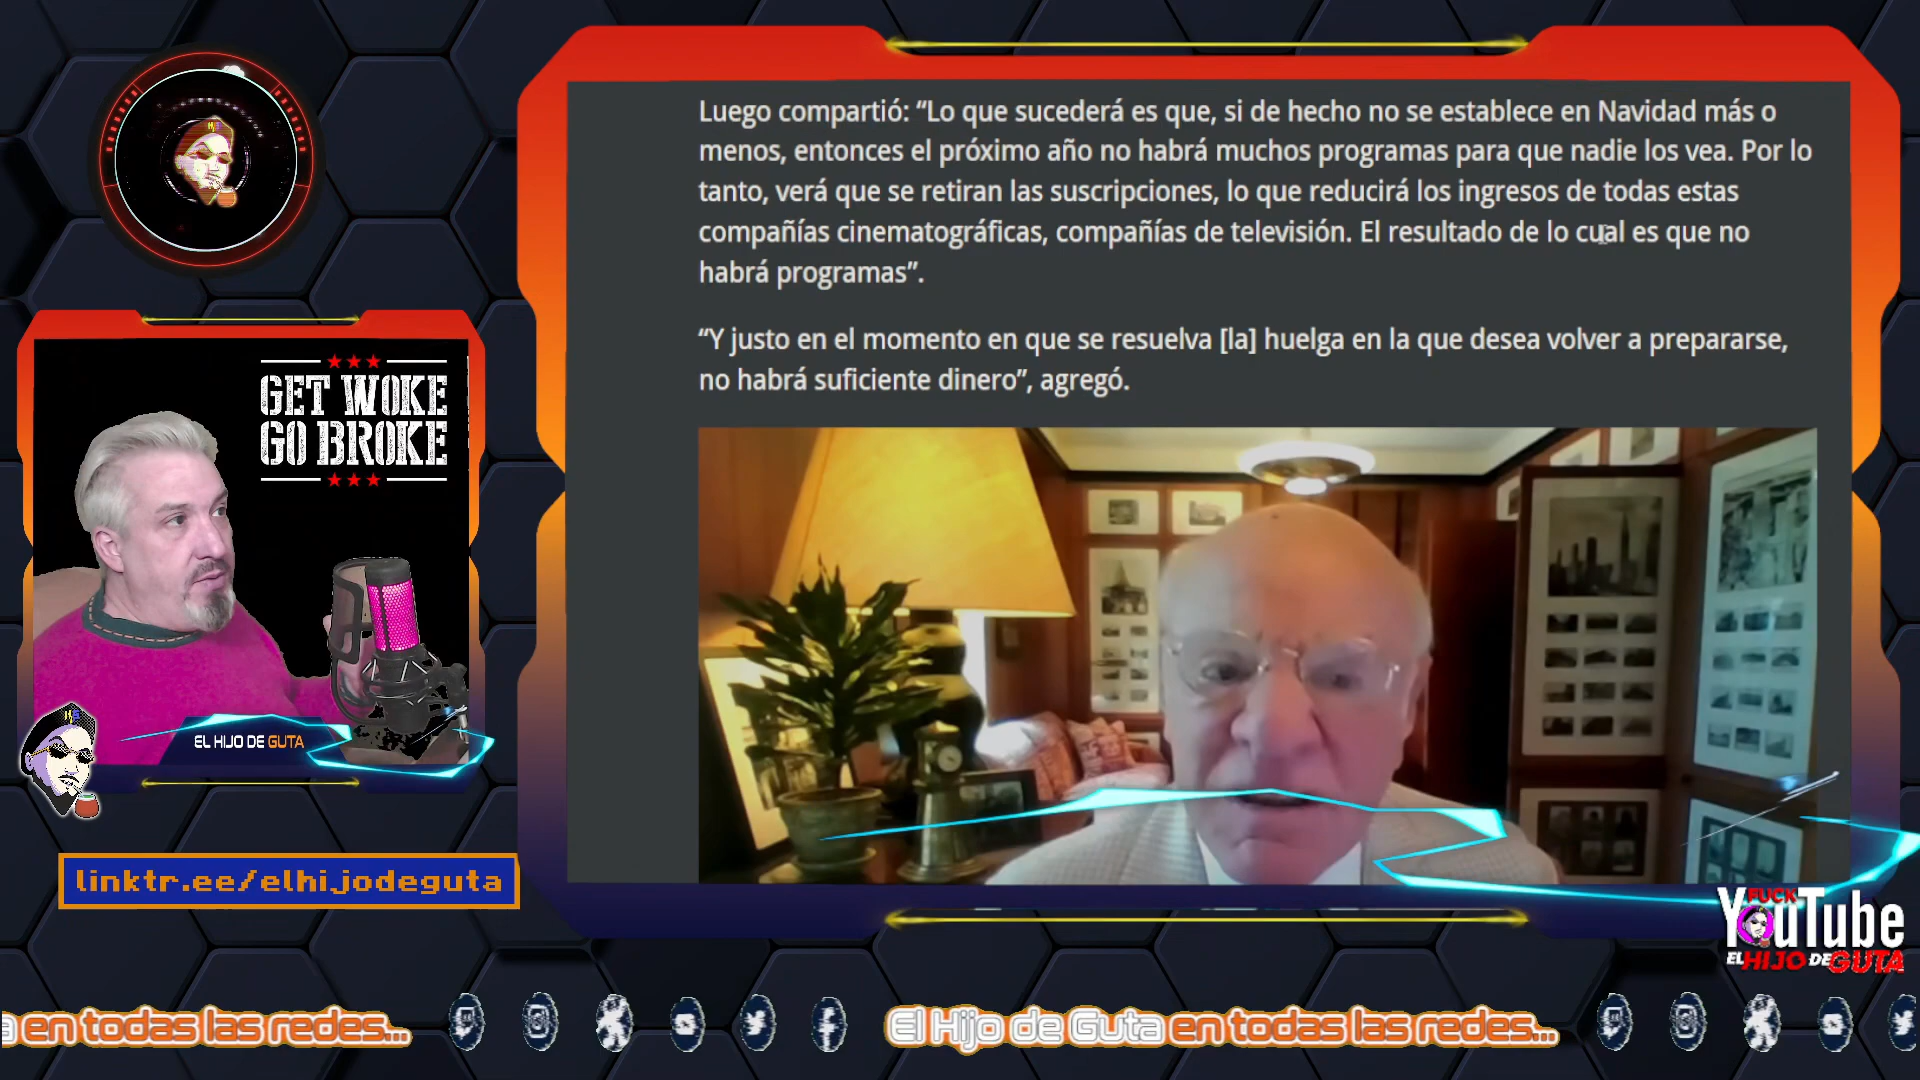 Luego compartió: “Lo que sucederá es que, si de hecho no se establece en Navidad más o
menos, entonces el próximo año no habrá muchos programas para que nadie los vea. Por lo
tanto, verá que se retiran las suscripciones, lo que reducirá los ingresos de todas estas
compañías cinematográficas, compañías de televisión. El resultado de lo cual es que no
habrá programas”.
“Y justo en el momento en que se resuelva [la] huelga en la que desea volver a prepararse,
no habrá suficiente dinero”, agregó.
GET WOKE
GO BROKE
EL HIJO DE GUTA
linktr.ee/elhijodeguta
FUCK
YouTube
EL HIJO DE GUTA
a en todas las redes...
El Hijo de Guta en todas las redes...